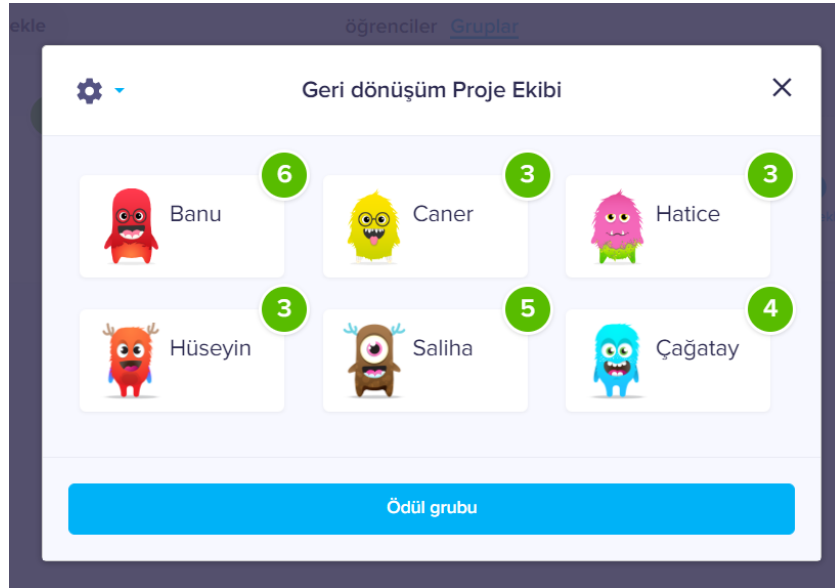 ekle
öğrenciler Gruplar
Geri dönüşüm Proje Ekibi
6
3
3
Banu
Caner
Hatice
3
5
4
Hüseyin
Saliha
Çağatay
Ödül grubu